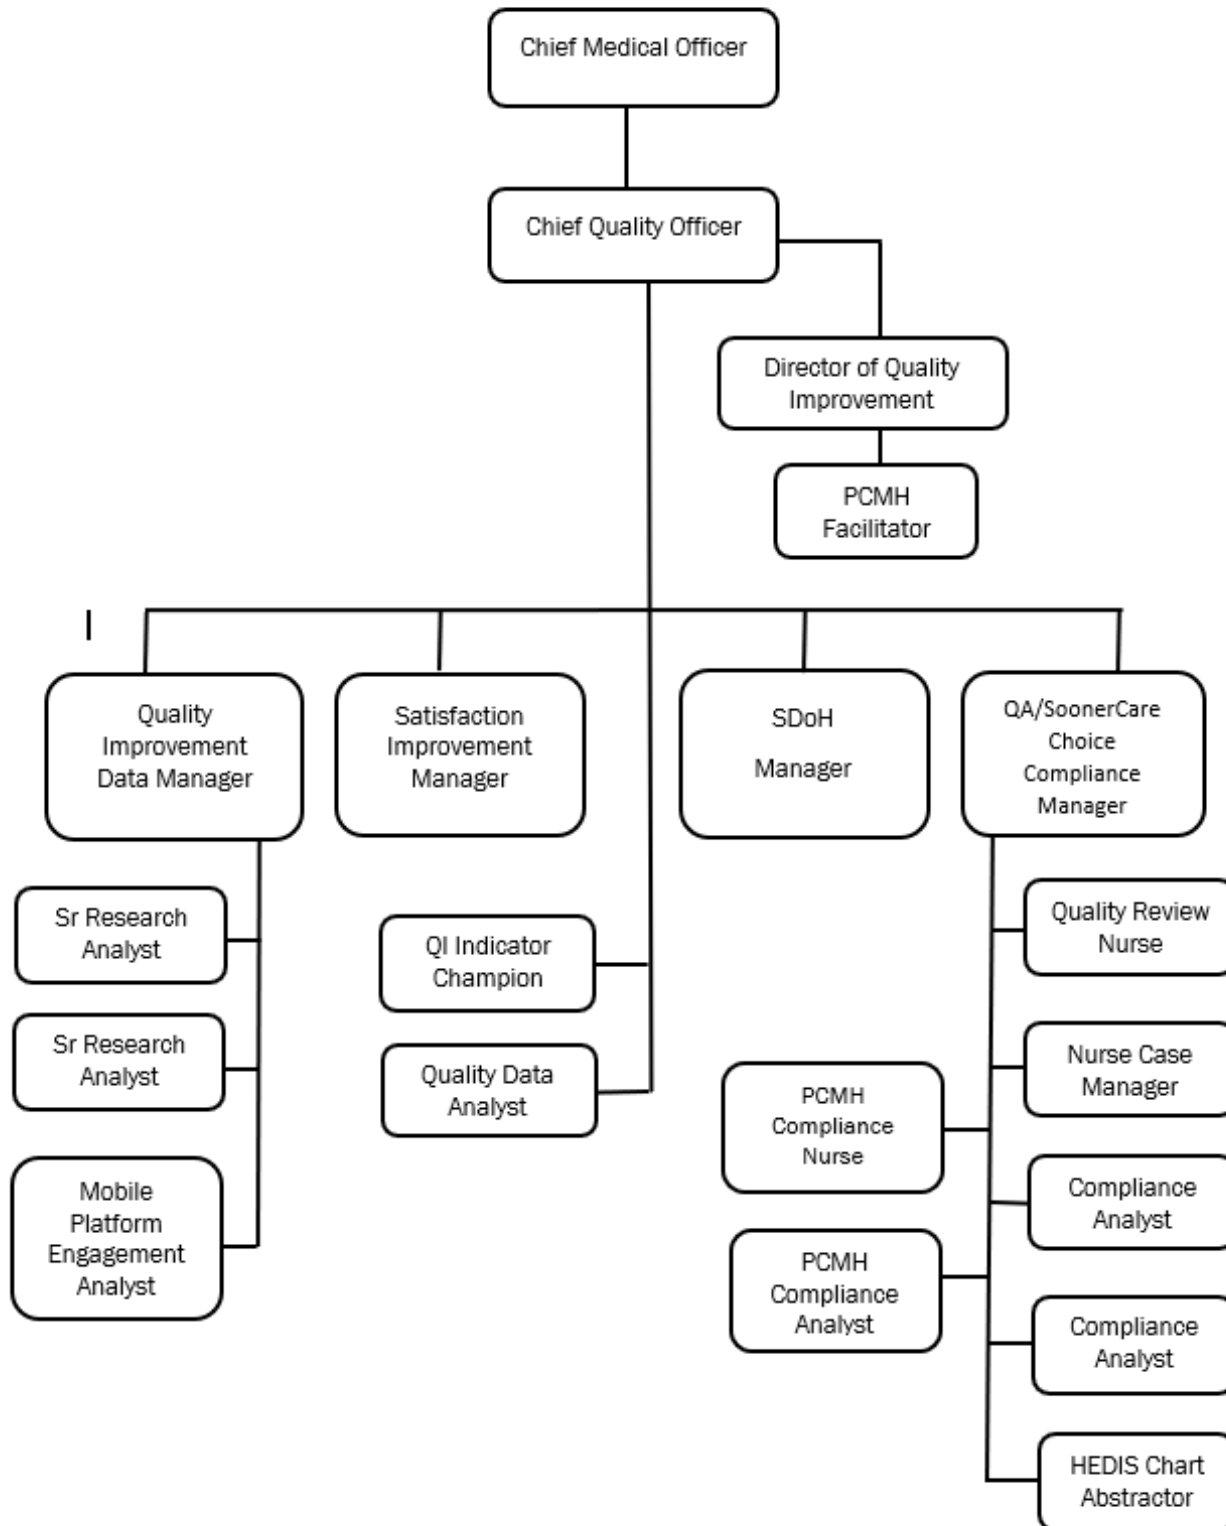 Chief Medical Officer
Chief Quality Officer
Director of Quality
Improvement
PCMH
Facilitator
Quality
Improvement
Data Manager
Satisfaction
Improvement
Manager
SDoH
Manager
QA/SoonerCare
Choice
Compliance
Manager
Sr Research
Analyst
Sr Research
Analyst
Mobile
Platform
Engagement
Analyst
QI Indicator
Champion
Quality Data
Analyst
PCMH
Compliance
Nurse
PCMH
Compliance
Analyst
Quality Review
Nurse
Nurse Case
Manager
Compliance
Analyst
Compliance
Analyst
HEDIS Chart
Abstractor